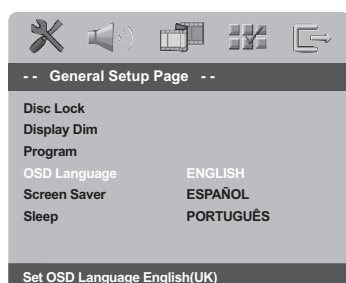 -- General Setup Page --
Disc Lock
Display Dim
Program
OSD Language ENGLISH
Screen Saver ESPAÑOL
Sleep PORTUGUÊS
Set OSD Language English(UK)